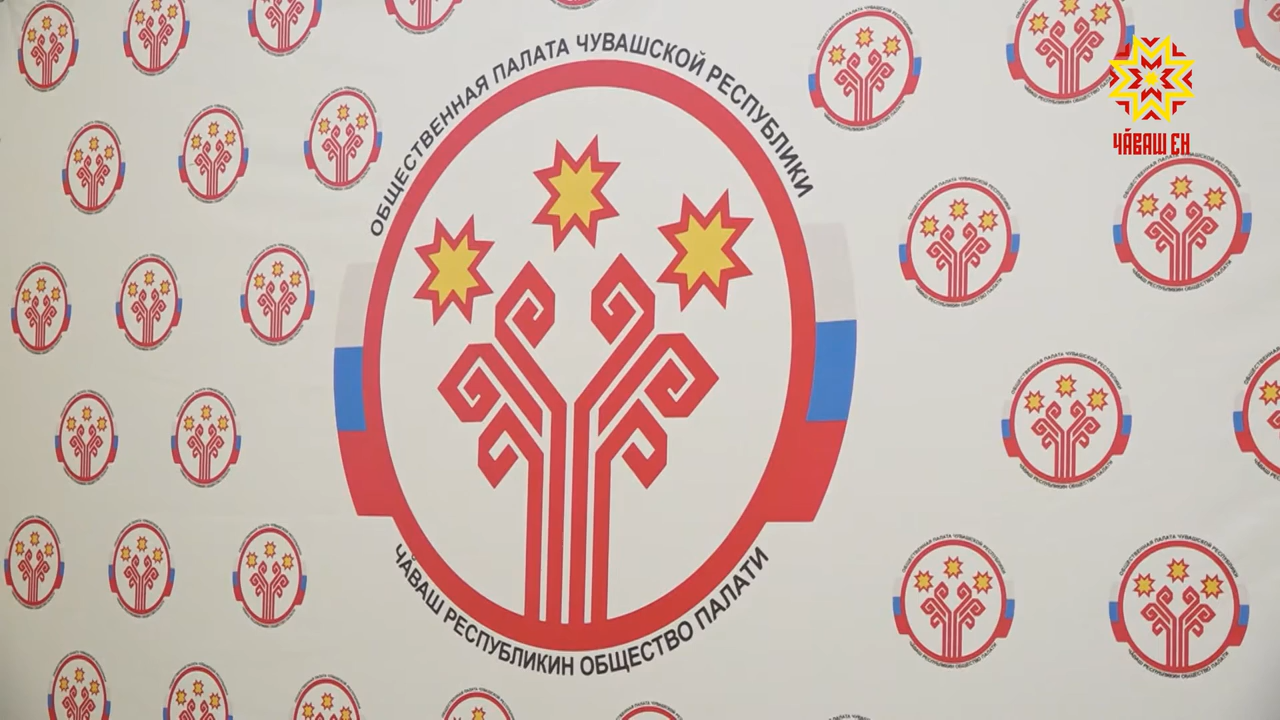 ОБЩЕСТВЕННАЯ ПАЛАТА ЧУВАШСКОЙ РЕСПУБЛИКИ
ЧӐВАШ РЕСПУБЛИКИН ОБЩЕСТВО ПАЛАТИ
ЧӐВАШ ЕН